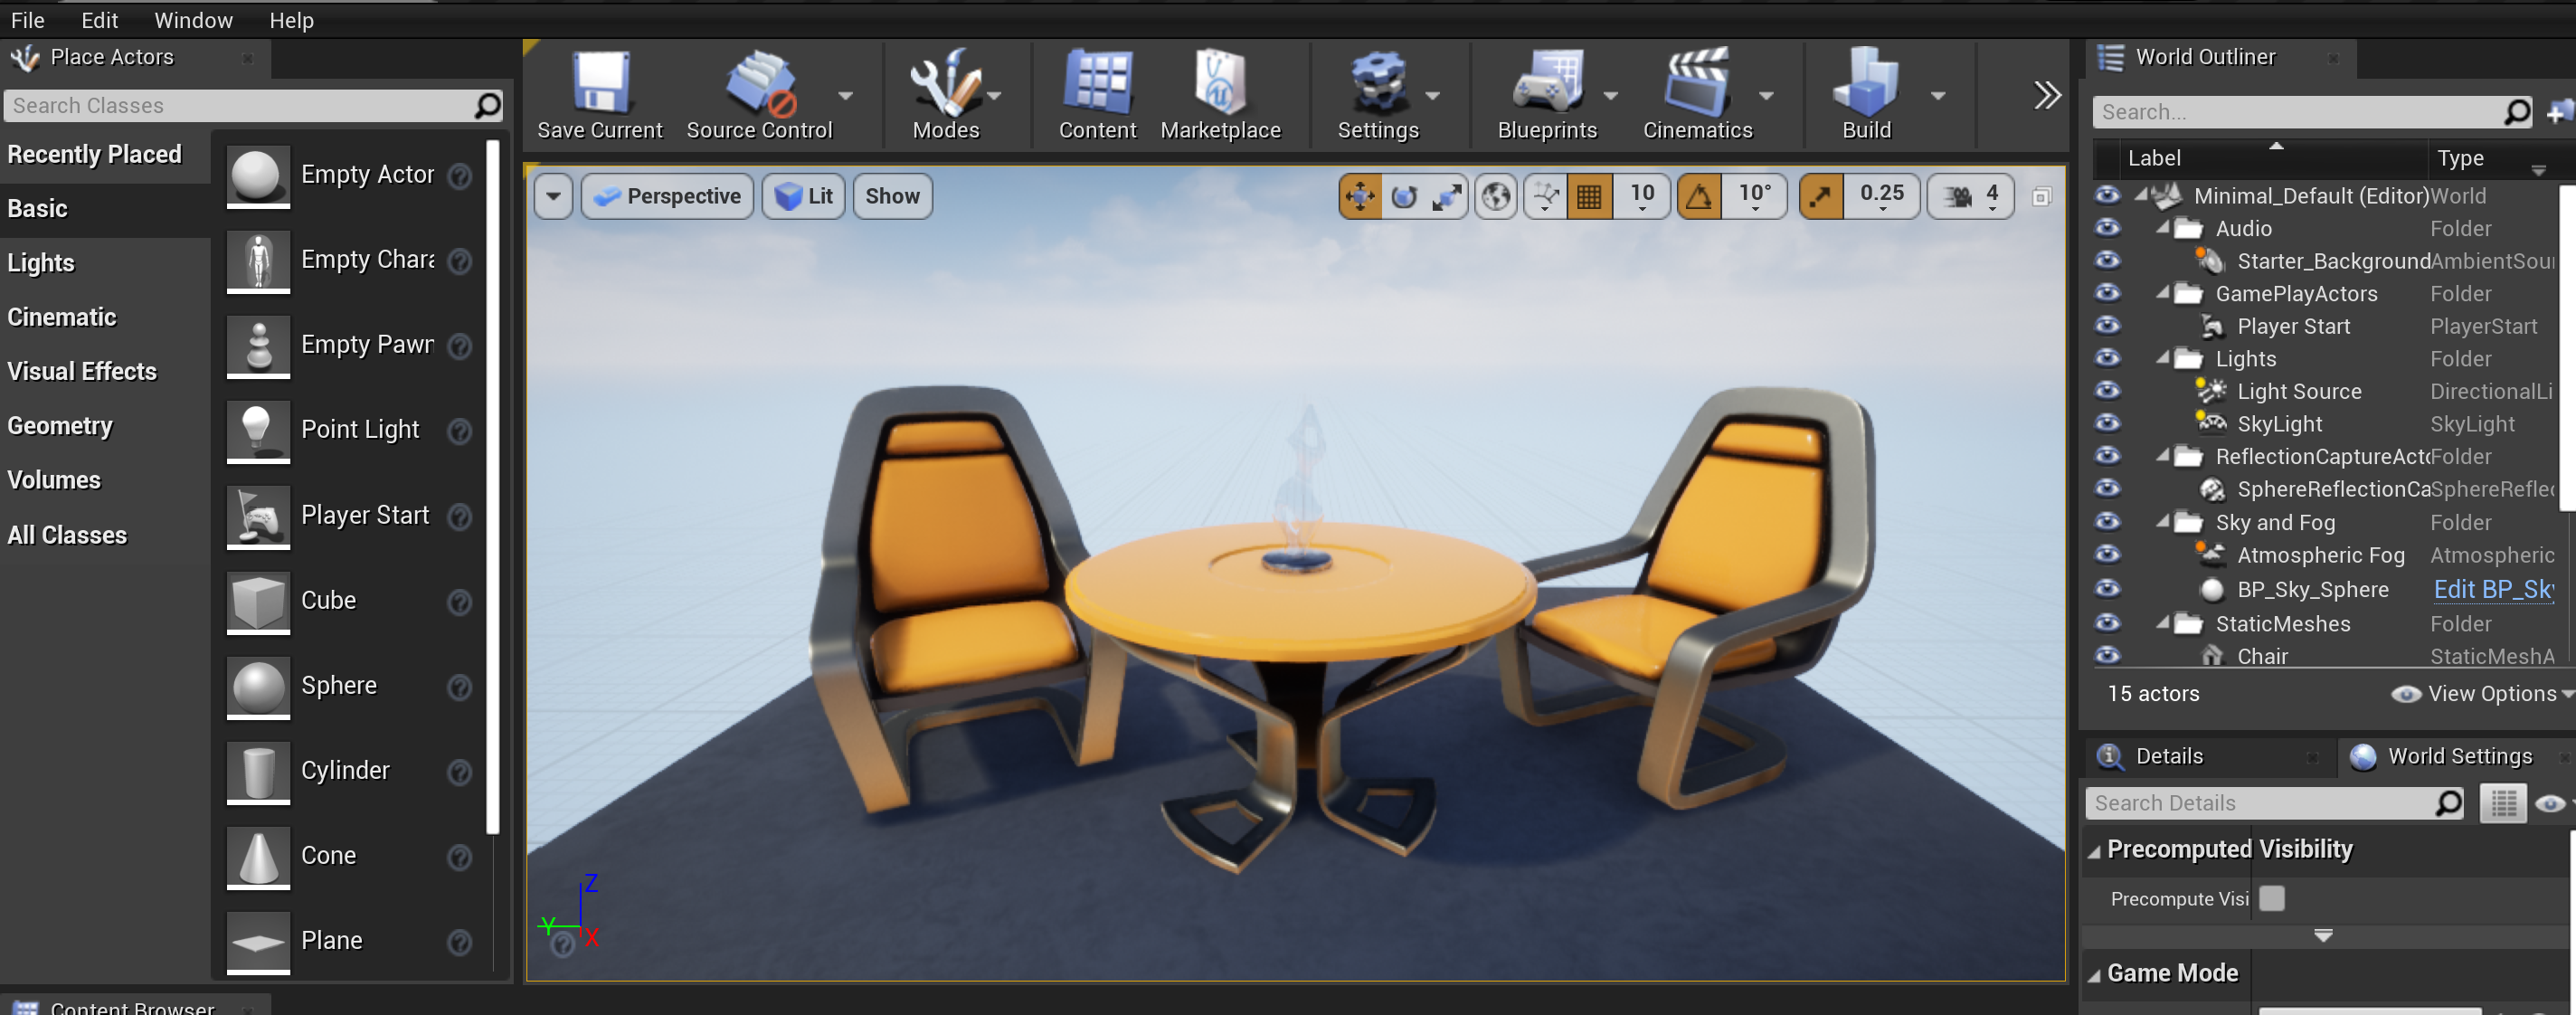 File Edit Window Help
Place Actors
Search Classes
Recently Placed
Basic
Lights
Cinematic
Visual Effects
Geometry
Volumes
All Classes
Empty Actor
Empty Chara
Empty Pawn
Point Light
Player Start
Cube
Sphere
Cylinder
Cone
Plane
Content Browser
Save Current Source Control Modes Content Marketplace Settings Blueprints Cinematics Build
Perspective Lit Show 10 10° 0.25 4
Z
Y
X
World Outliner
Search...
Label Type
Minimal_Default (Editor) World
Audio Folder
Starter_Background AmbientSou
GamePlayActors Folder
Player Start PlayerStart
Lights Folder
Light Source DirectionalLi
SkyLight SkyLight
ReflectionCaptureActo Folder
SphereReflectionCa SphereReflec
Sky and Fog Folder
Atmospheric Fog Atmospheric
BP_Sky_Sphere Edit BP_Sky
StaticMeshes Folder
Chair StaticMeshA
15 actors View Options
Details World Settings
Search Details
Precomputed Visibility
Precompute Visi
Game Mode